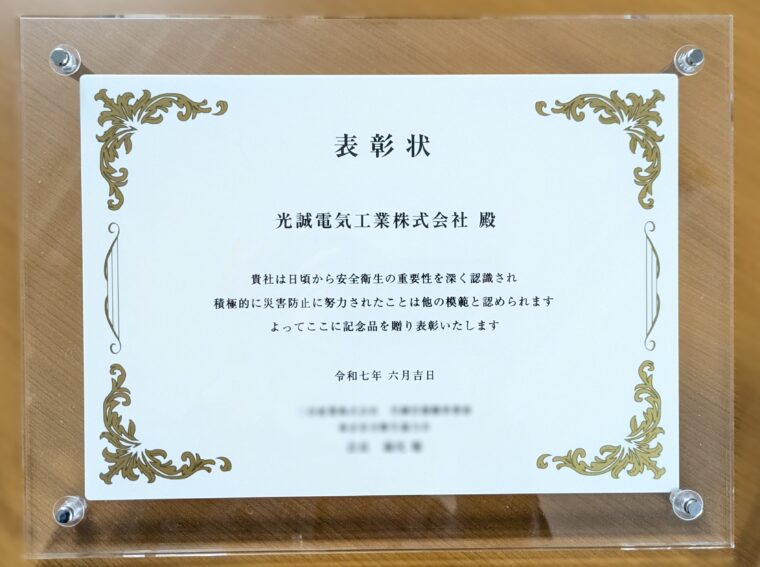 表彰状
光誠電気工業株式会社 殿
貴社は日頃から安全衛生の重要性を深く認識され
積極的に災害防止に努力されたことは他の模範と認められます
よってここに記念品を贈り表彰いたします
令和七年 六月吉日